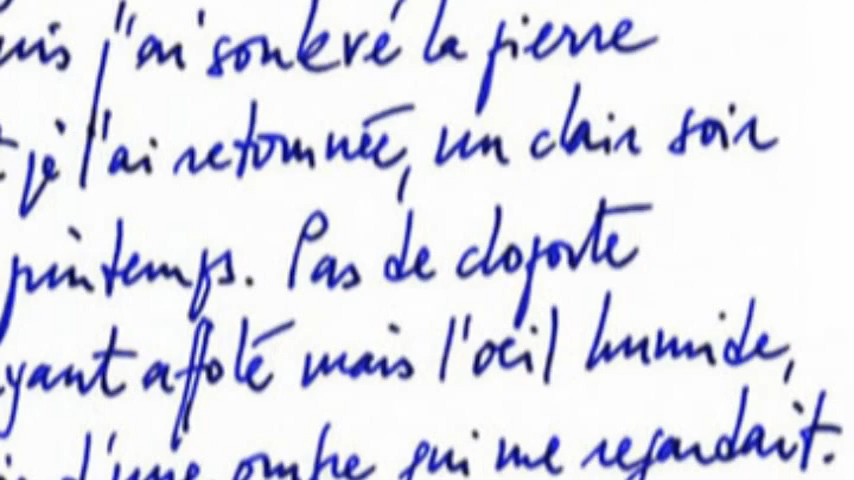 uis j'ai soulevé la pierre
t je l'ai retournée, un clair soir
printemps. Pas de cloporte
yant affolé mais l'œil humide,
d'une ombre qui me regardait.